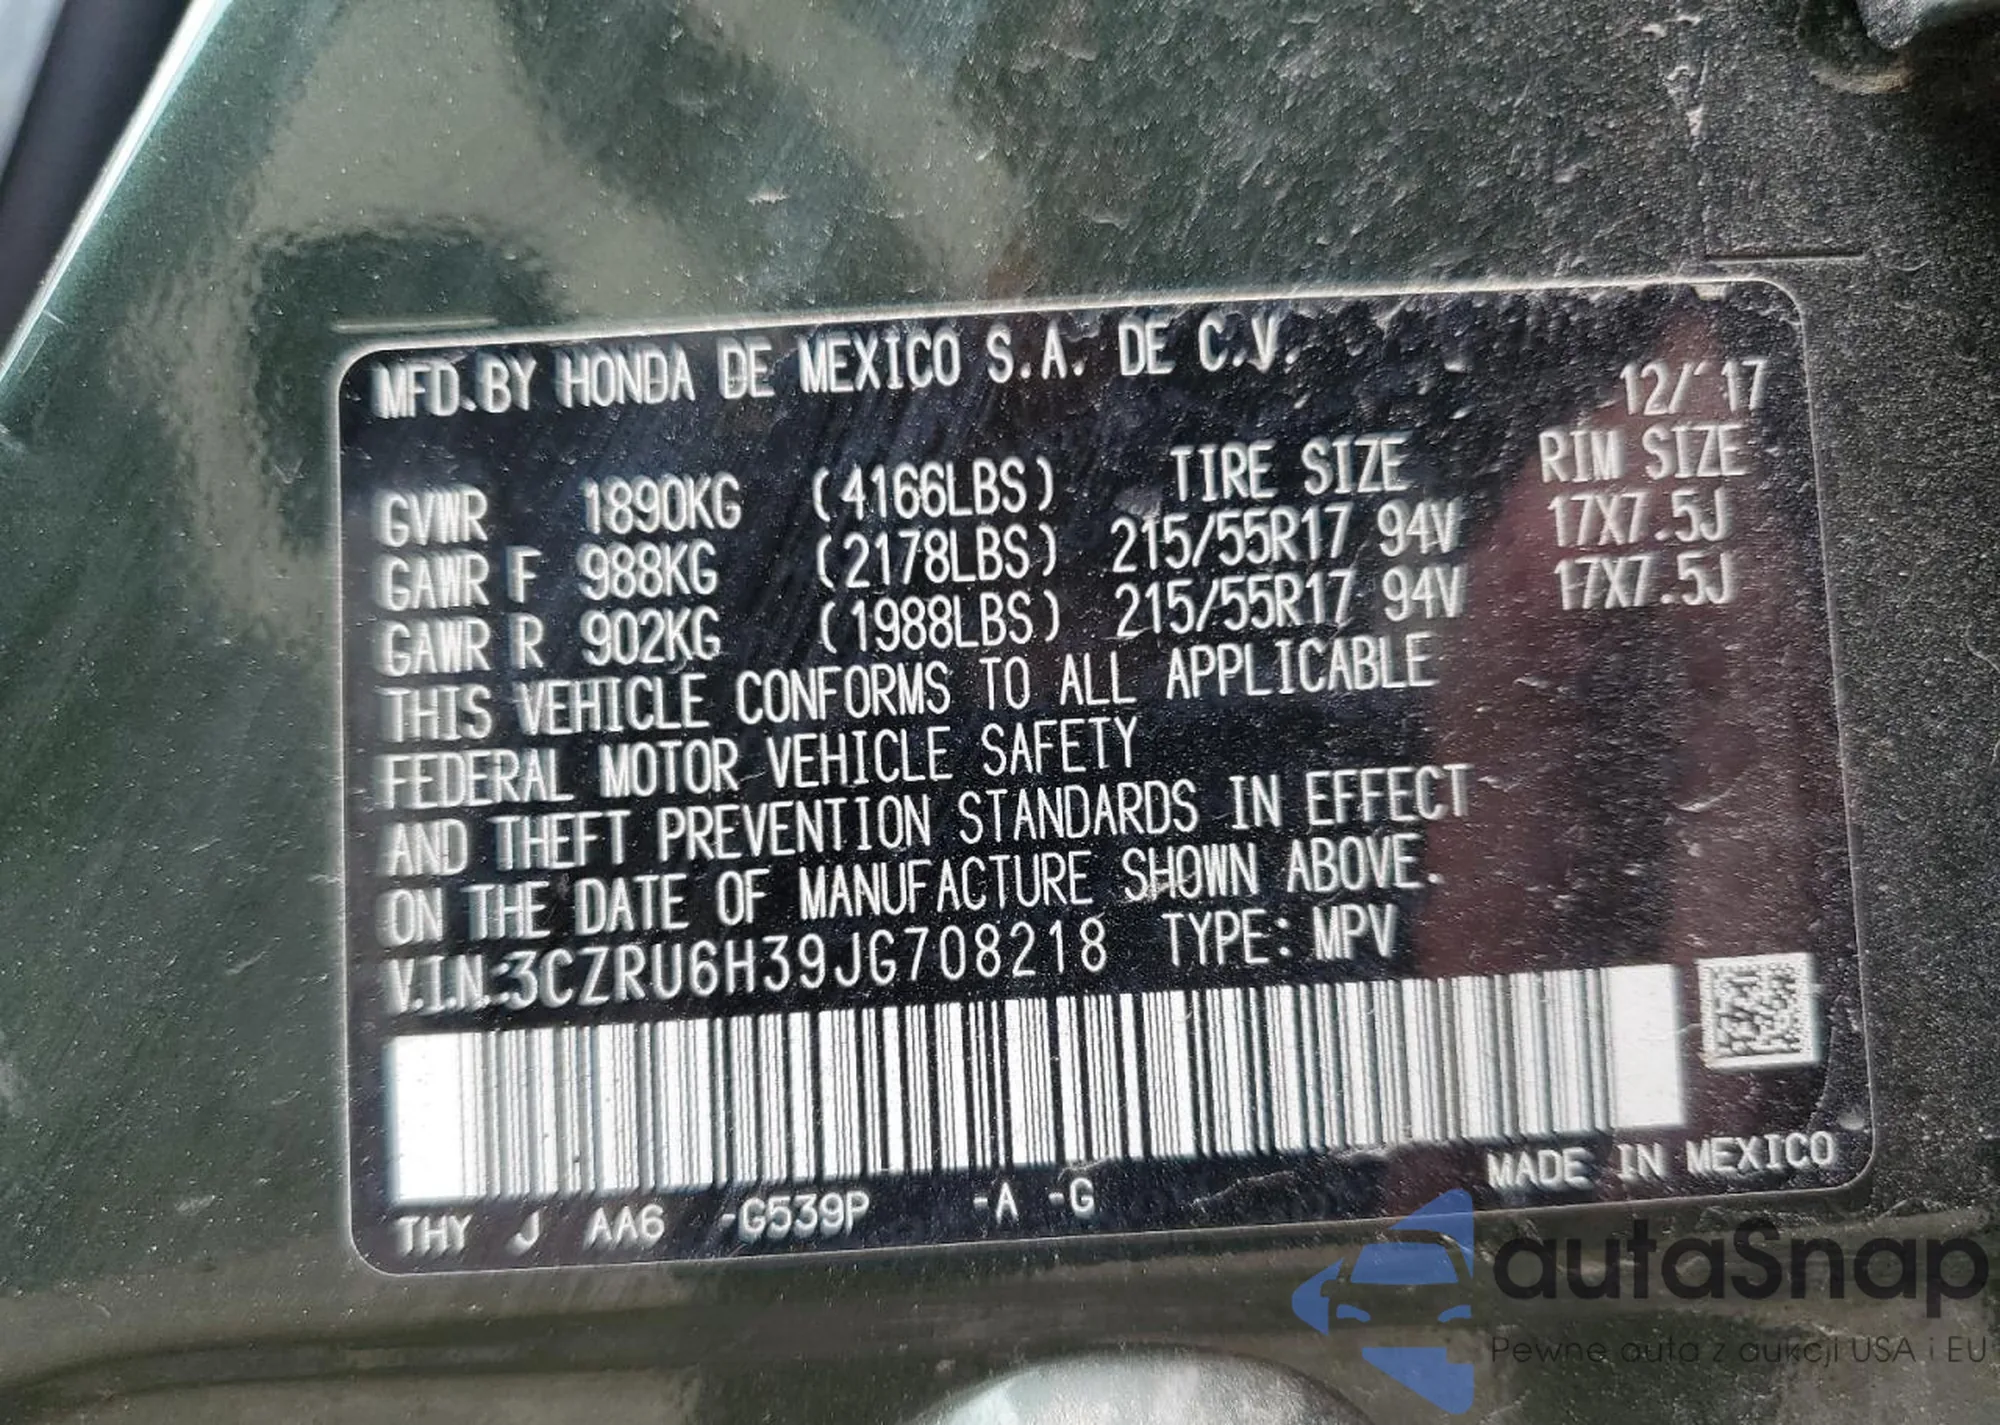 MFD.BY HONDA DE MEXICO S.A. DE C.V. 12/'17
GVWR 1890KG (4166LBS) TIRE SIZE RIM SIZE
GAWR F 988KG (2178LBS) 215/55R17 94V 17X7.5J
GAWR R 902KG (1988LBS) 215/55R17 94V 17X7.5J
THIS VEHICLE CONFORMS TO ALL APPLICABLE
FEDERAL MOTOR VEHICLE SAFETY
AND THEFT PREVENTION STANDARDS IN EFFECT
ON THE DATE OF MANUFACTURE SHOWN ABOVE.
V.I.N.:3CZRU6H39JG708218 TYPE: MPV
MADE IN MEXICO
THY J AA6 -G539P -A -G
autaSnap
Pewne auta z aukcji USA i EU